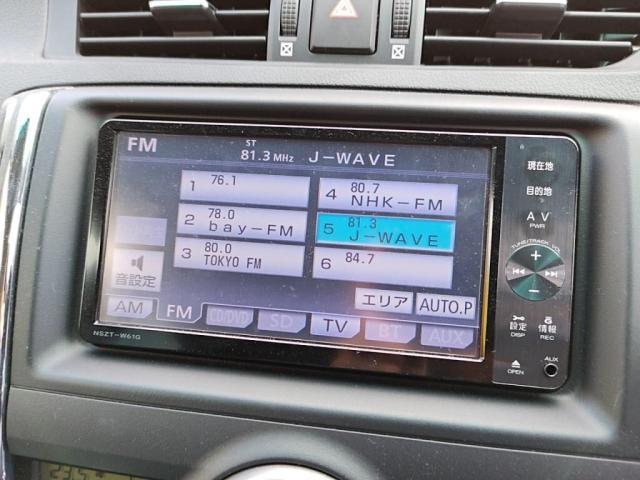 FM
ST
81.3 MHz J-WAVE
1 76.1
2 78.0
bay-FM
3 80.0
TOKYO FM
4 80.7
NHK-FM
5 81.3
J-WAVE
6 84.7
音設定
エリア AUTO.P
AM FM CD/DVD SD TV BT AUX
NSZT-W61G
現在地
目的地
AV
PWR
TUNE/TRACK VOL
+
-
設定 情報
DISP REC
OPEN
AUX